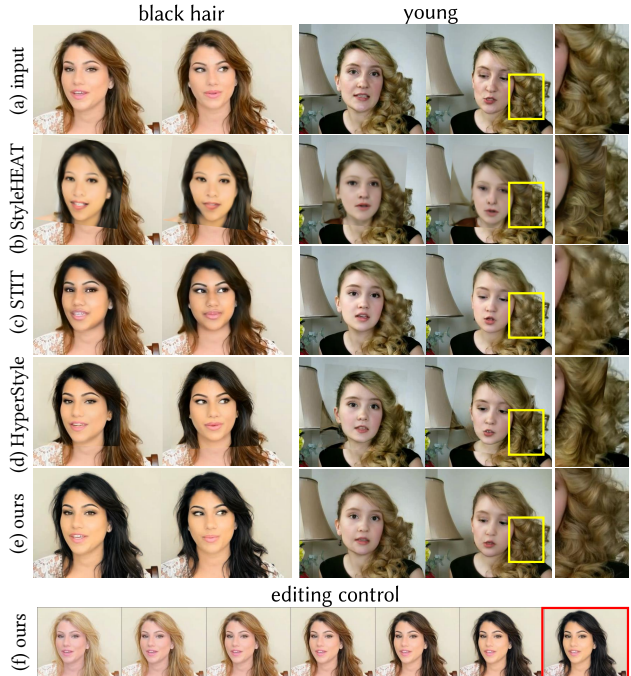 black hair
young
(a) input
(b) StyleHEAT
(c) STIT
(d) HyperStyle
(e) ours
editing control
(f) ours